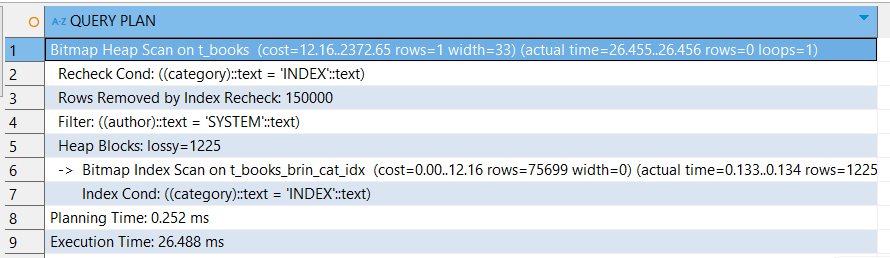 A-Z QUERY PLAN
1 Bitmap Heap Scan on t_books (cost=12.16..2372.65 rows=1 width=33) (actual time=26.455..26.456 rows=0 loops=1)
2 Recheck Cond: ((category)::text = 'INDEX'::text)
3 Rows Removed by Index Recheck: 150000
4 Filter: ((author)::text = 'SYSTEM'::text)
5 Heap Blocks: lossy=1225
6 -> Bitmap Index Scan on t_books_brin_cat_idx (cost=0.00..12.16 rows=75699 width=0) (actual time=0.133..0.134 rows=1225
7 Index Cond: ((category)::text = 'INDEX'::text)
8 Planning Time: 0.252 ms
9 Execution Time: 26.488 ms